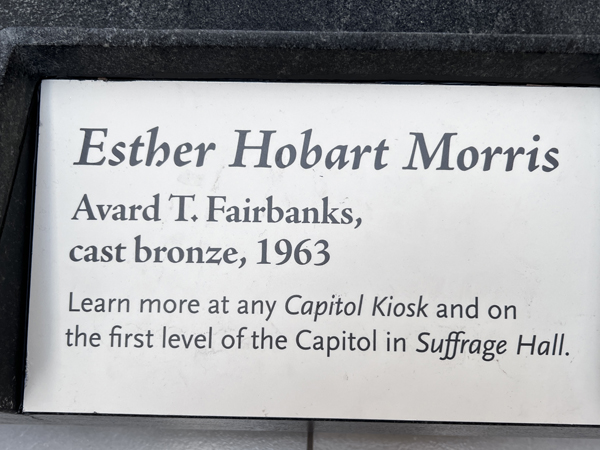 Esther Hobart Morris
Avard T. Fairbanks,
cast bronze, 1963
Learn more at any Capitol Kiosk and on
the first level of the Capitol in Suffrage Hall.